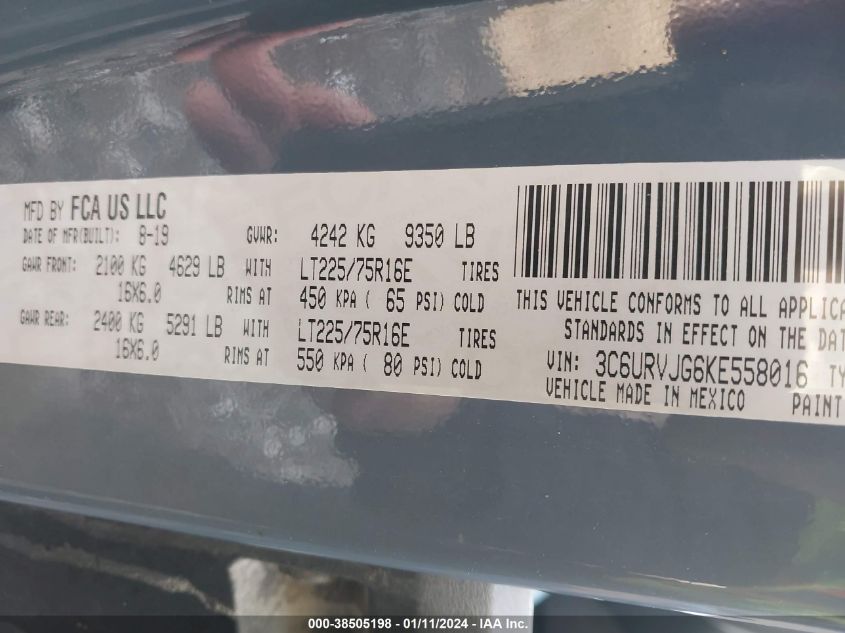 MFD BY FCA US LLC
DATE OF MFR(BUILT): 8-19 GVWR: 4242 KG 9350 LB
GAWR FRONT: 2100 KG 4629 LB WITH LT225/75R16E TIRES
16X6.0 RIMS AT 450 KPA ( 65 PSI) COLD
GAWR REAR: 2400 KG 5291 LB WITH LT225/75R16E TIRES
16X6.0 RIMS AT 550 KPA ( 80 PSI) COLD
THIS VEHICLE CONFORMS TO ALL APPLICA
STANDARDS IN EFFECT ON THE DAT
VIN: 3C6URVJG6KE558016 TY
VEHICLE MADE IN MEXICO PAINT
000-38505198 - 01/11/2024 - IAA Inc.